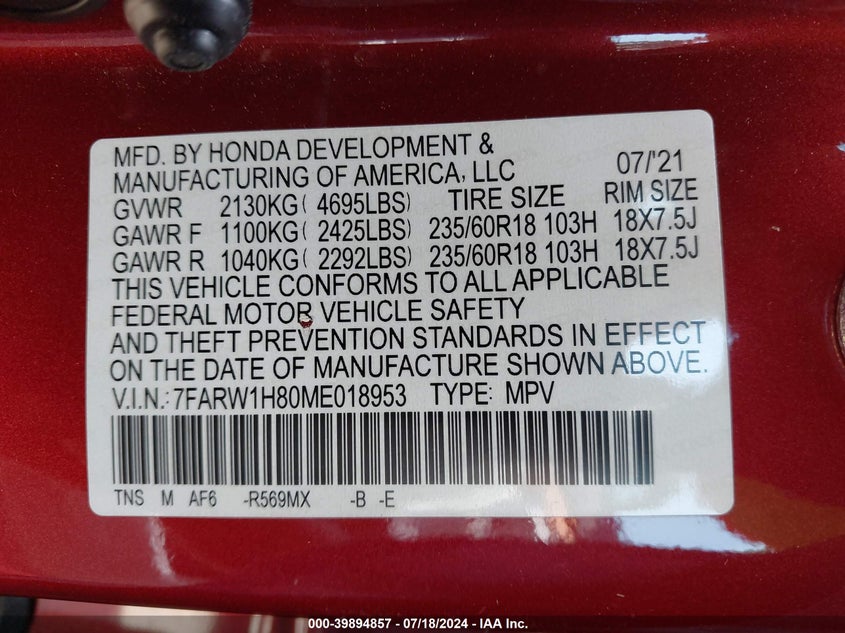 MFD. BY HONDA DEVELOPMENT &
MANUFACTURING OF AMERICA, LLC 07/'21
GVWR 2130KG( 4695LBS) TIRE SIZE RIM SIZE
GAWR F 1100KG( 2425LBS) 235/60R18 103H 18X7.5J
GAWR R 1040KG( 2292LBS) 235/60R18 103H 18X7.5J
THIS VEHICLE CONFORMS TO ALL APPLICABLE
FEDERAL MOTOR VEHICLE SAFETY
AND THEFT PREVENTION STANDARDS IN EFFECT
ON THE DATE OF MANUFACTURE SHOWN ABOVE.
V.I.N.:7FARW1H80ME018953 TYPE: MPV
TNS M AF6 -R569MX -B -E
000-39894857 - 07/18/2024 - IAA Inc.